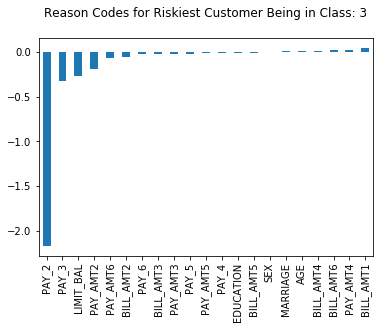 Reason Codes for Riskiest Customer Being in Class: 3
0.0
−0.5
−1.0
−1.5
−2.0
PAY_2
PAY_3
LIMIT_BAL
PAY_AMT2
PAY_AMT6
BILL_AMT2
PAY_6
BILL_AMT3
PAY_AMT3
PAY_5
PAY_AMT5
PAY_4
EDUCATION
BILL_AMT5
SEX
MARRIAGE
AGE
BILL_AMT4
BILL_AMT6
PAY_AMT4
BILL_AMT1